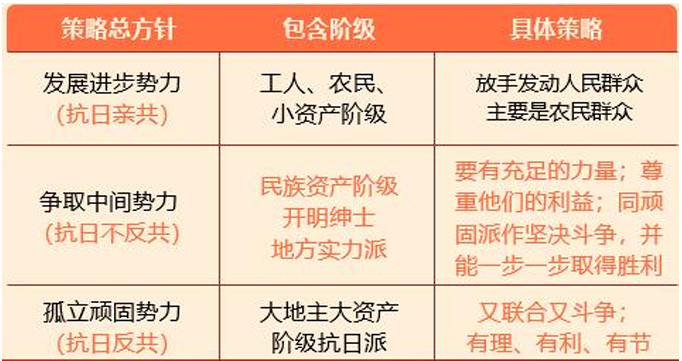 策略总方针 包含阶级 具体策略
发展进步势力
(抗日亲共)
工人、农民、
小资产阶级
放手发动人民群众
主要是农民群众
争取中间势力
(抗日不反共)
民族资产阶级
开明绅士
地方实力派
要有充足的力量；尊
重他们的利益；同顽
固派作坚决斗争，并
能一步一步取得胜利
孤立顽固势力
(抗日反共)
大地主大资产
阶级抗日派
又联合又斗争；
有理、有利、有节